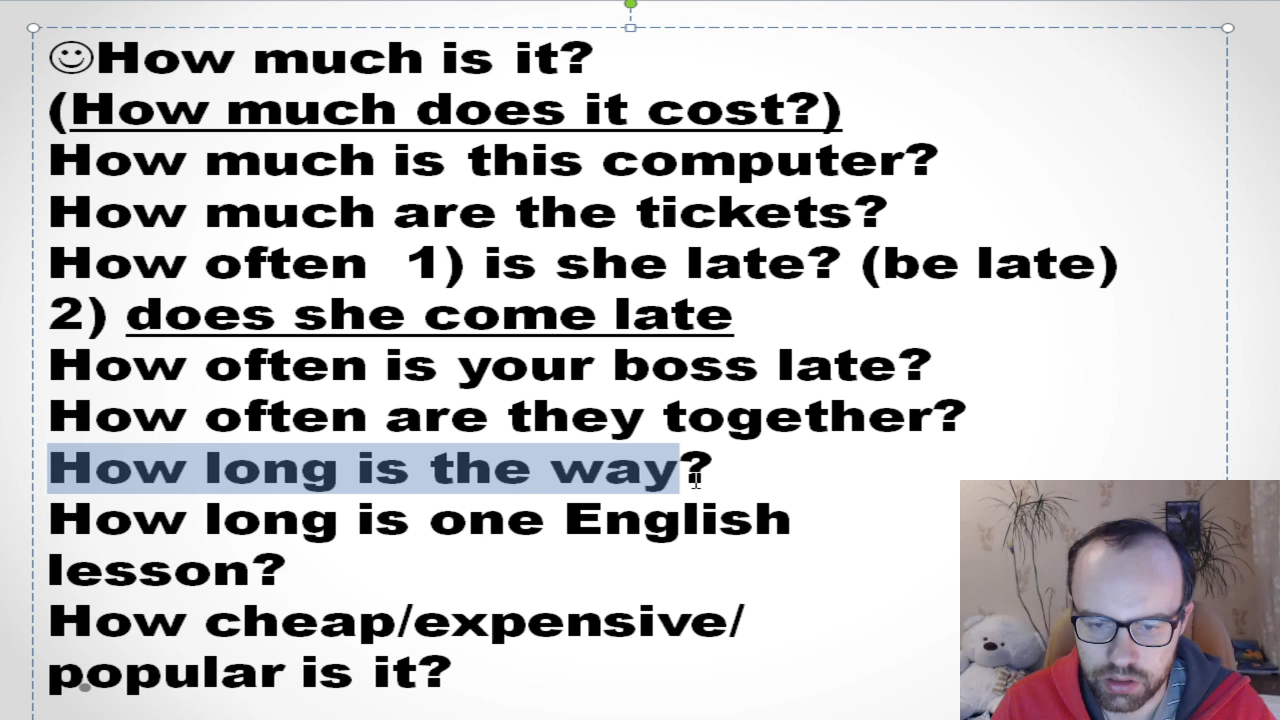 ☺How much is it?
(How much does it cost?)
How much is this computer?
How much are the tickets?
How often  1) is she late? (be late)
2) does she come late
How often is your boss late?
How often are they together?
How long is the way?
How long is one English
lesson?
How cheap/expensive/
popular is it?